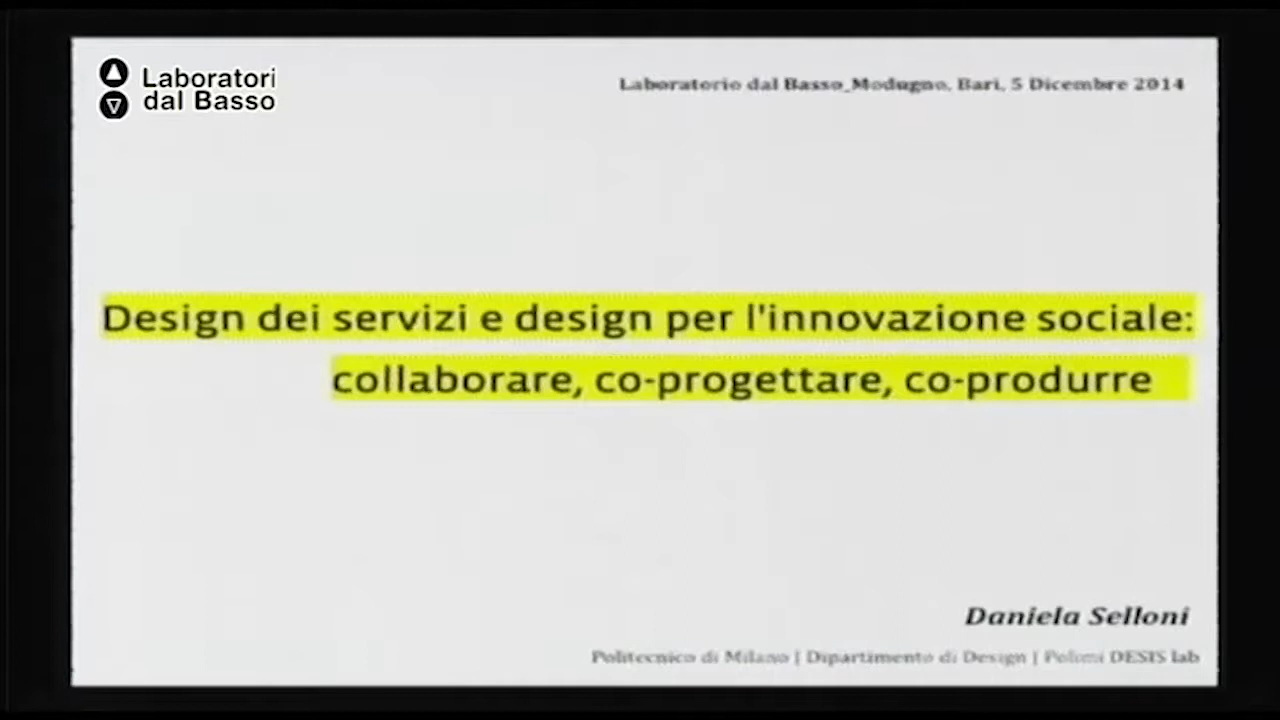 Laboratori
dal Basso
Laboratorio dal Basso_Modugno, Bari, 5 Dicembre 2014
Design dei servizi e design per l'innovazione sociale:
collaborare, co-progettare, co-produrre
Daniela Selloni
Politecnico di Milano | Dipartimento di Design | Polimi DESIS lab